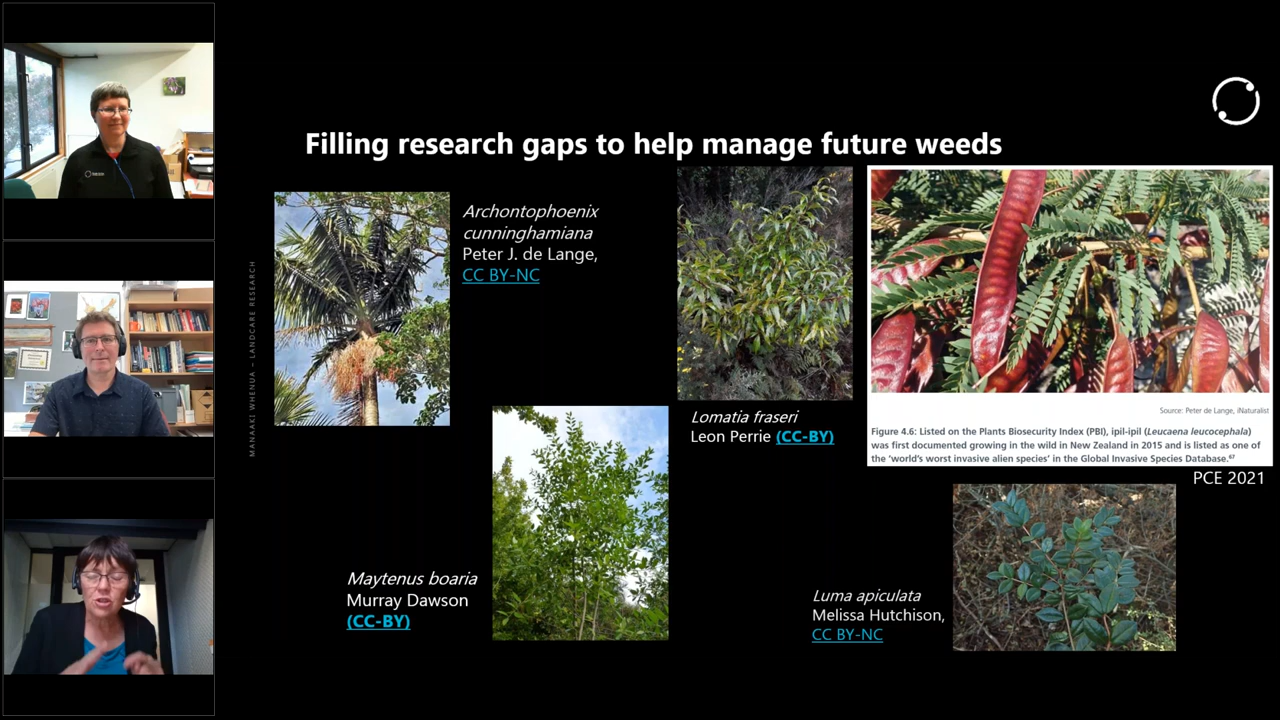 Filling research gaps to help manage future weeds
MANAAKI WHENUA – LANDCARE RESEARCH
Archontophoenix
cunninghamiana
Peter J. de Lange,
CC BY-NC
Lomatia fraseri
Leon Perrie (CC-BY)
Source: Peter de Lange, iNaturalist
Figure 4.6: Listed on the Plants Biosecurity Index (PBI), ipil-ipil (Leucaena leucocephala)
was first documented growing in the wild in New Zealand in 2015 and is listed as one of
the ‘world’s worst invasive alien species’ in the Global Invasive Species Database.⁶⁷
PCE 2021
Maytenus boaria
Murray Dawson
(CC-BY)
Luma apiculata
Melissa Hutchison,
CC BY-NC